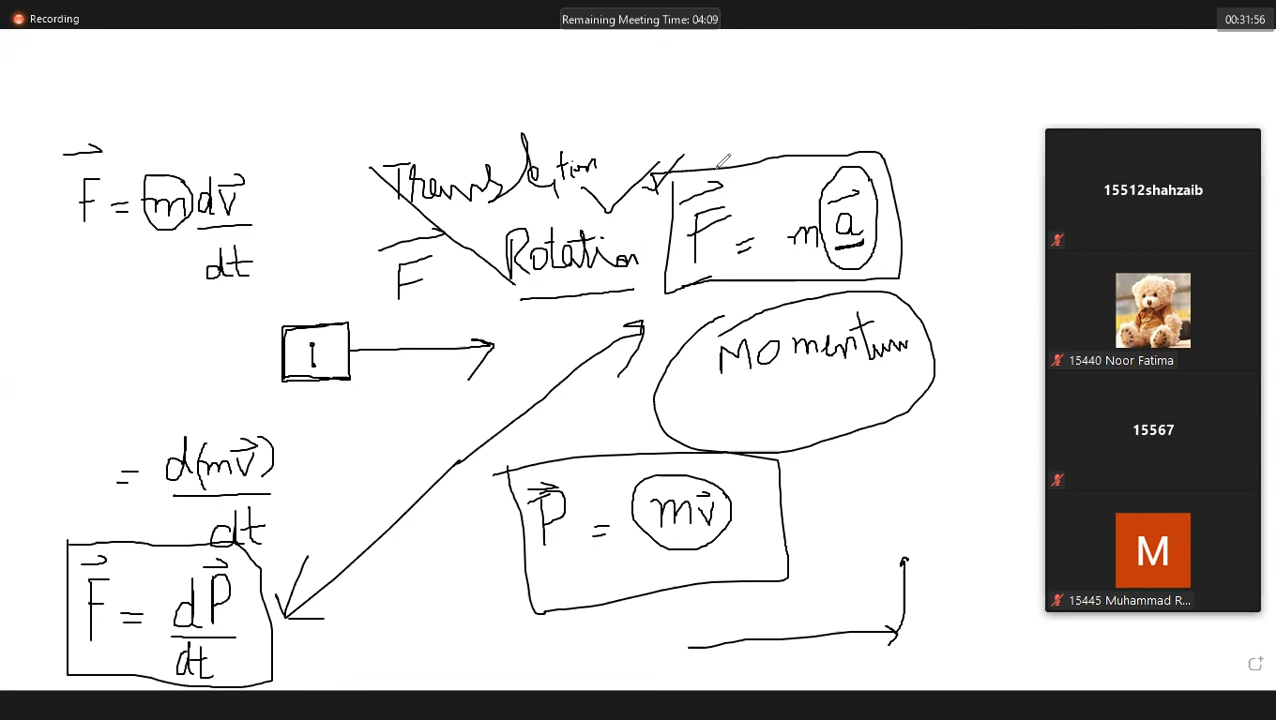 Recording
Remaining Meeting Time: 04:09
00:31:56
F = m dv
dt
Translation
F
Rotation
F = ma
1
Momentum
= d(mv)
dt
P = mv
F = dP
dt
15512shahzaib
15440 Noor Fatima
15567
M
15445 Muhammad R...